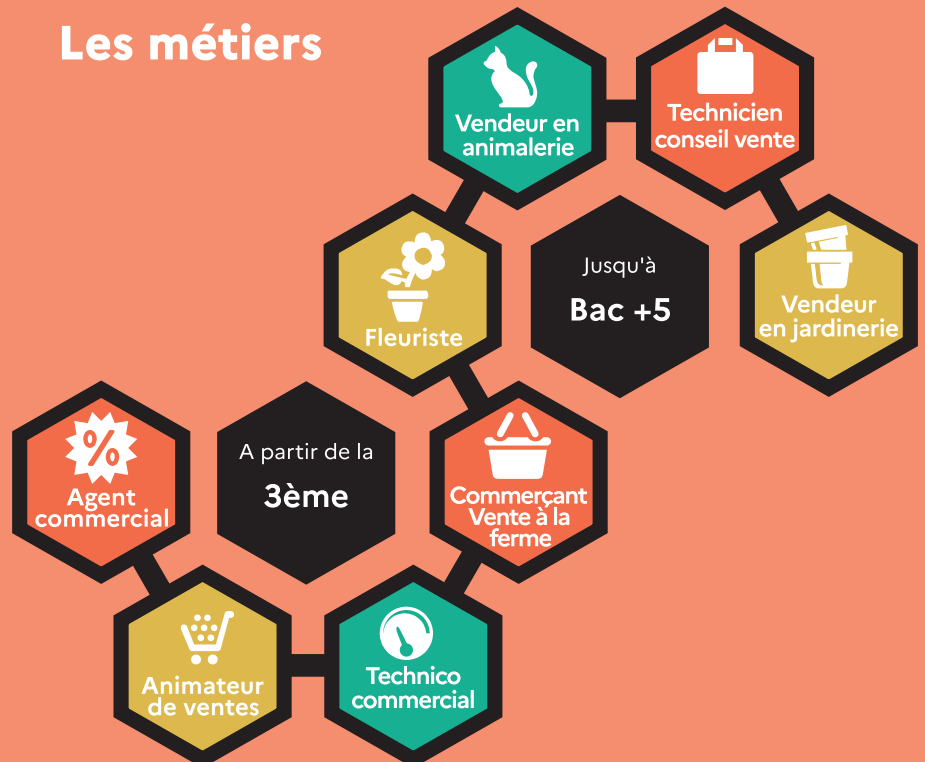 Les métiers
Vendeur en
animalerie
Technicien
conseil vente
Fleuriste
Jusqu'à
Bac +5
Vendeur
en jardinerie
%
Agent
commercial
A partir de la
3ème
Commerçant
Vente à la
ferme
Animateur
de ventes
Technico
commercial